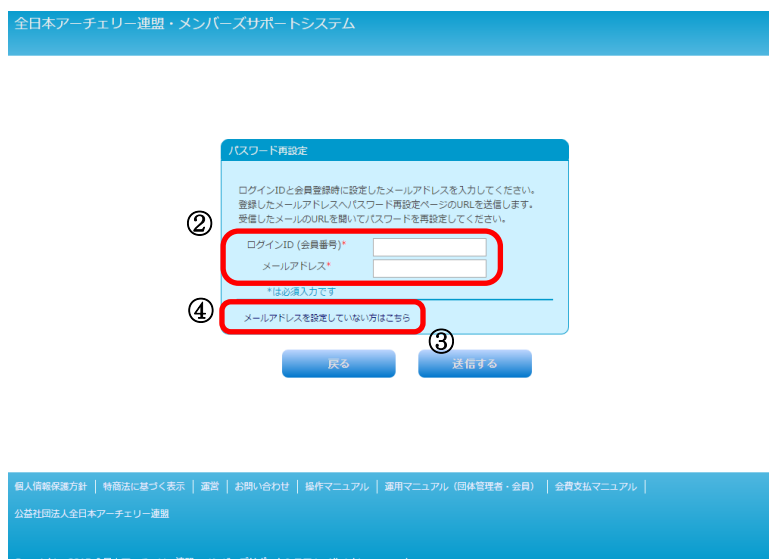 全日本アーチェリー連盟・メンバーズサポートシステム
パスワード再設定
ログインIDと会員登録時に設定したメールアドレスを入力してください。
登録したメールアドレスへパスワード再設定ページのURLを送信します。
受信したメールのURLを開いてパスワードを再設定してください。
②
ログインID (会員番号)*
メールアドレス*
*は必須入力です
④
メールアドレスを設定していない方はこちら
③
戻る
送信する
個人情報保護方針 | 特商法に基づく表示 | 運営 | お問い合わせ | 操作マニュアル | 運用マニュアル（団体管理者・会員） | 会費支払マニュアル |
公益社団法人全日本アーチェリー連盟